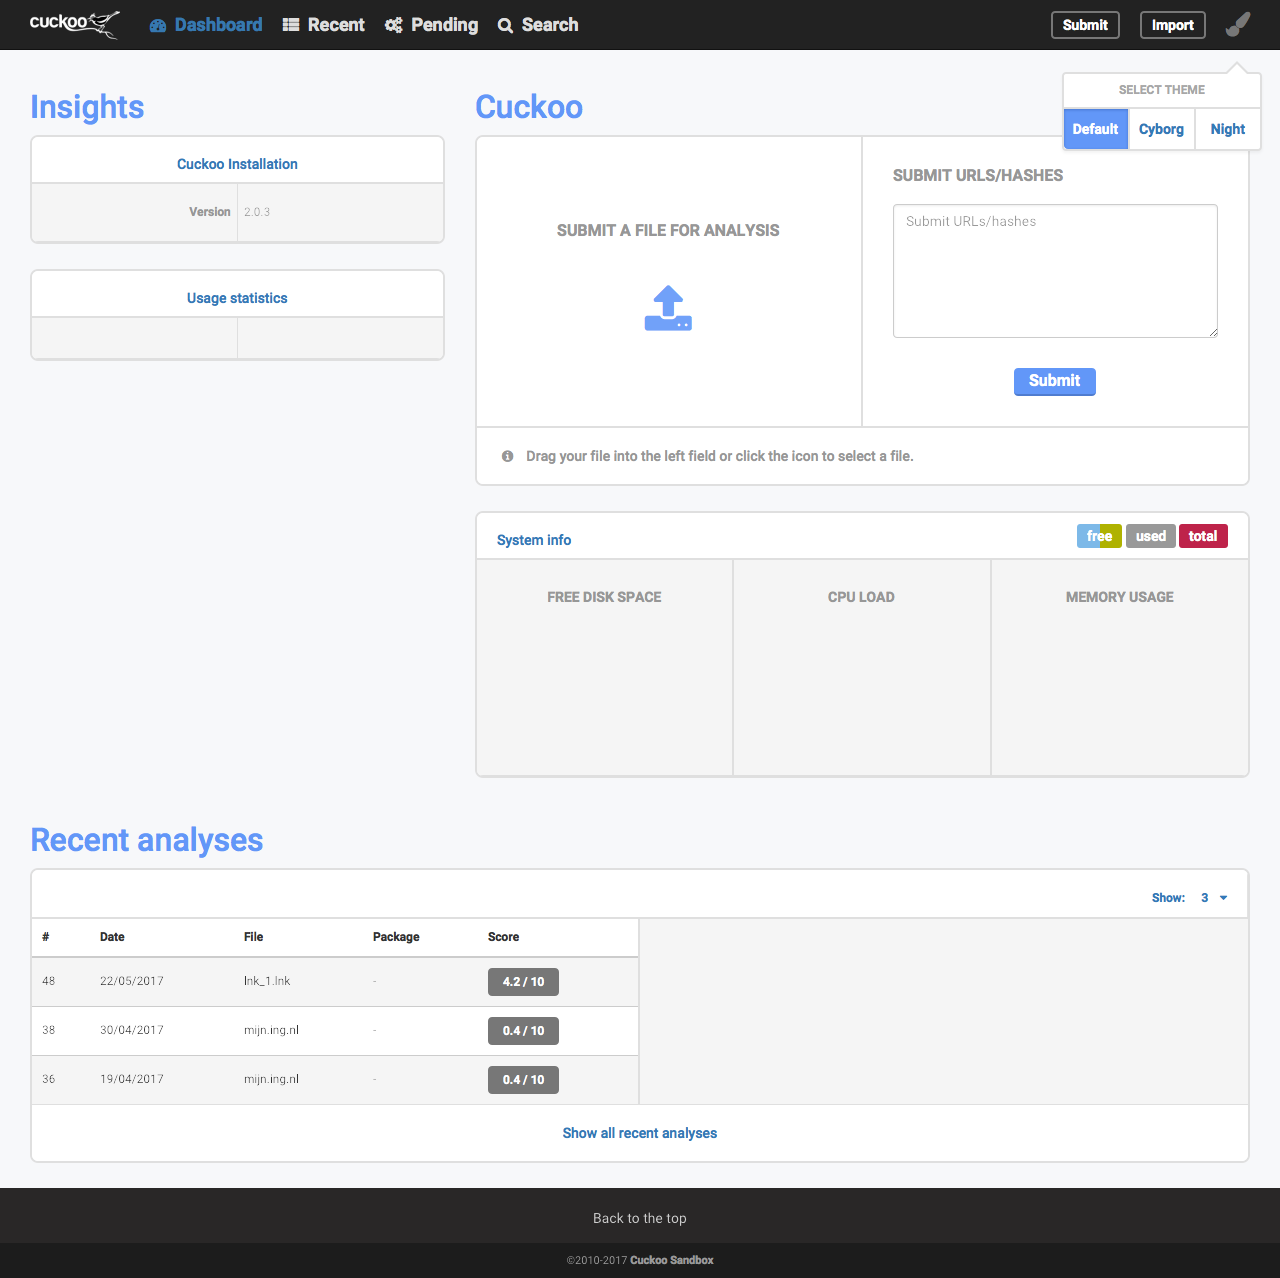 cuckoo Dashboard Recent Pending Search Submit Import
SELECT THEME
Default Cyborg Night
Insights
Cuckoo Installation
Version 2.0.3
Usage statistics
Cuckoo
SUBMIT A FILE FOR ANALYSIS
SUBMIT URLS/HASHES
Submit URLs/hashes
Submit
Drag your file into the left field or click the icon to select a file.
System info free used total
FREE DISK SPACE CPU LOAD MEMORY USAGE
Recent analyses
Show: 3
# Date File Package Score
48 22/05/2017 lnk_1.lnk - 4.2 / 10
38 30/04/2017 mijn.ing.nl - 0.4 / 10
36 19/04/2017 mijn.ing.nl - 0.4 / 10
Show all recent analyses
Back to the top
©2010-2017 Cuckoo Sandbox